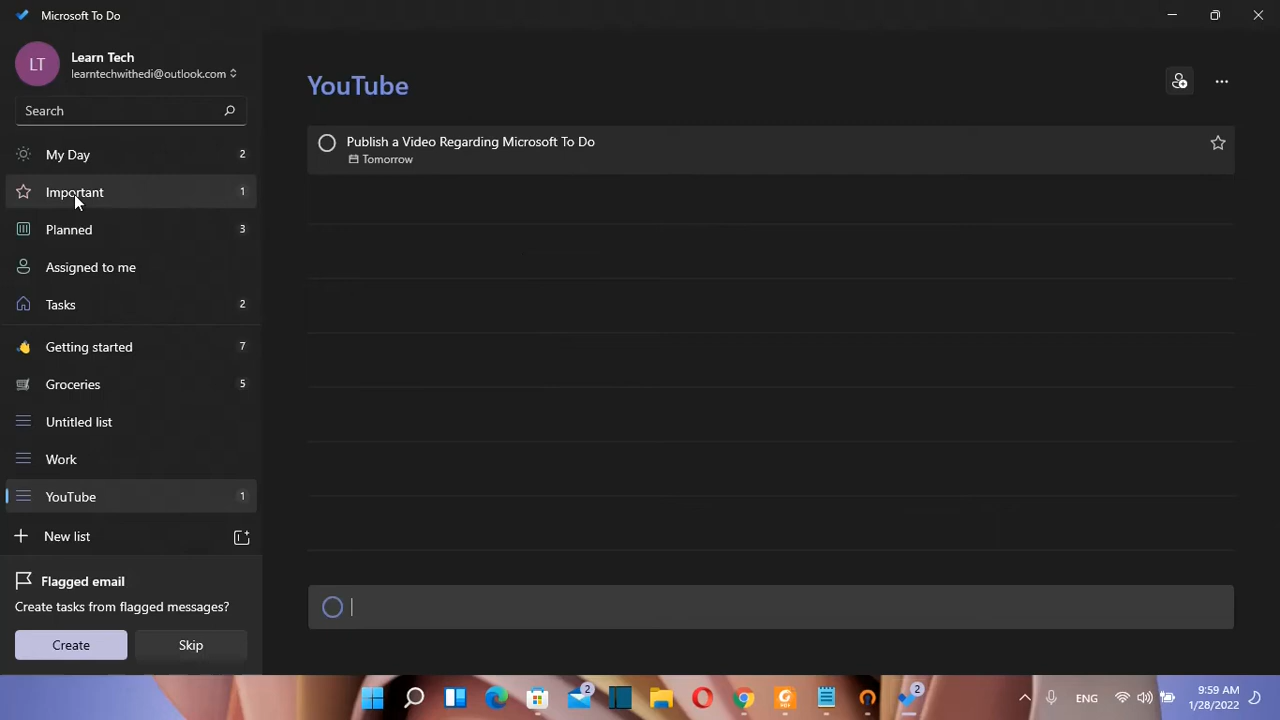 Microsoft To Do
LT
Learn Tech
learntechwithedi@outlook.com
Search
My Day 2
Important 1
Planned 3
Assigned to me
Tasks 2
Getting started 7
Groceries 5
Untitled list
Work
YouTube 1
New list
Flagged email
Create tasks from flagged messages?
Create
Skip
YouTube
Publish a Video Regarding Microsoft To Do
Tomorrow
2
2
ENG
9:59 AM
1/28/2022